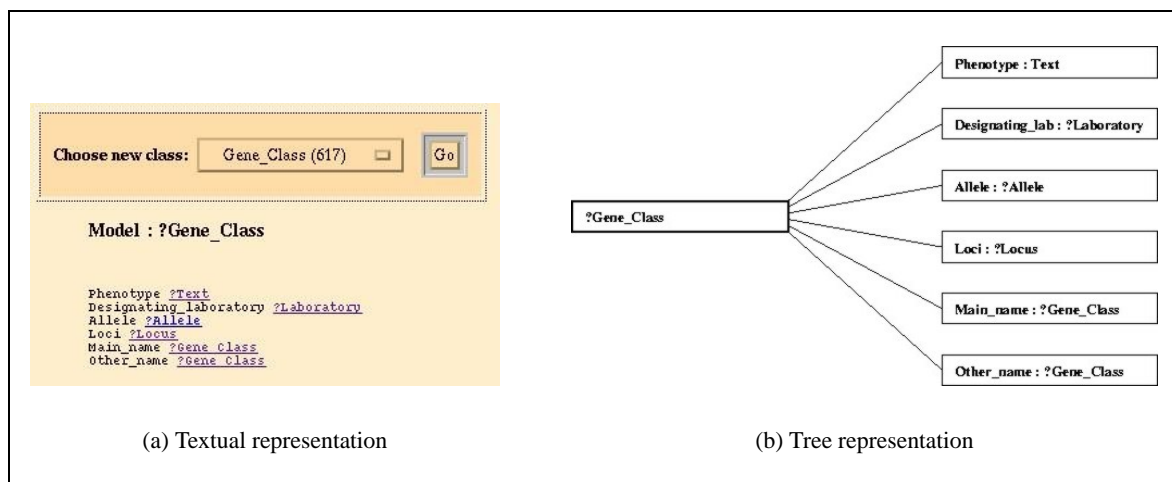 Choose new class: Gene_Class (617) Go
Model : ?Gene_Class
Phenotype ?Text
Designating_laboratory ?Laboratory
Allele ?Allele
Loci ?Locus
Main_name ?Gene_Class
Other_name ?Gene_Class
(a) Textual representation
?Gene_Class
Phenotype : Text
Designating_lab : ?Laboratory
Allele : ?Allele
Loci : ?Locus
Main_name : ?Gene_Class
Other_name : ?Gene_Class
(b) Tree representation